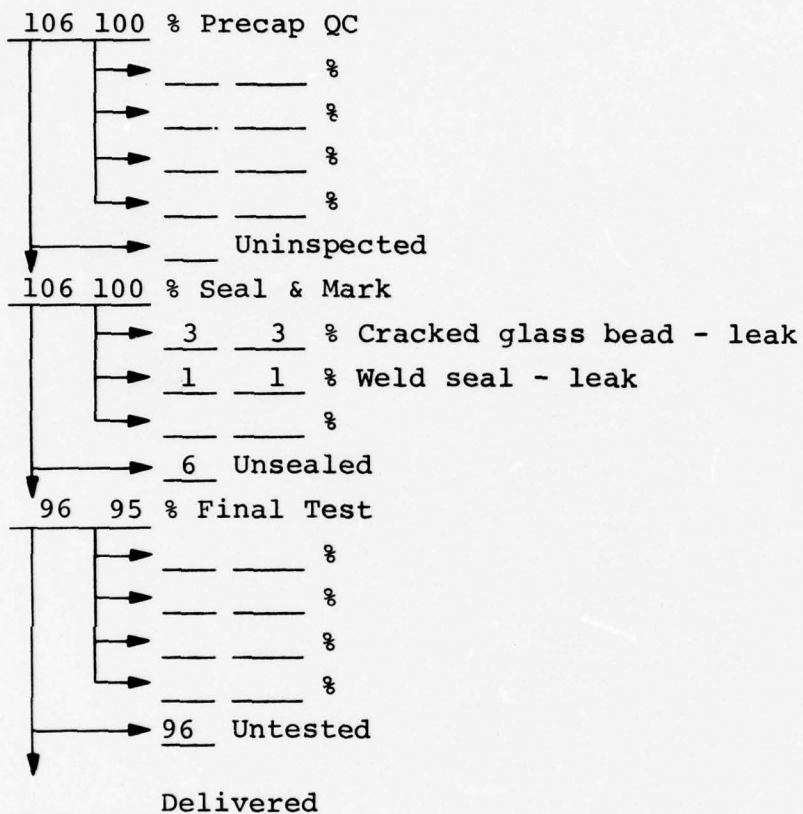 106 100 % Precap QC
%
%
%
%
Uninspected
106 100 % Seal & Mark
3 3 % Cracked glass bead - leak
1 1 % Weld seal - leak
%
6 Unsealed
96 95 % Final Test
%
%
%
%
96 Untested
Delivered